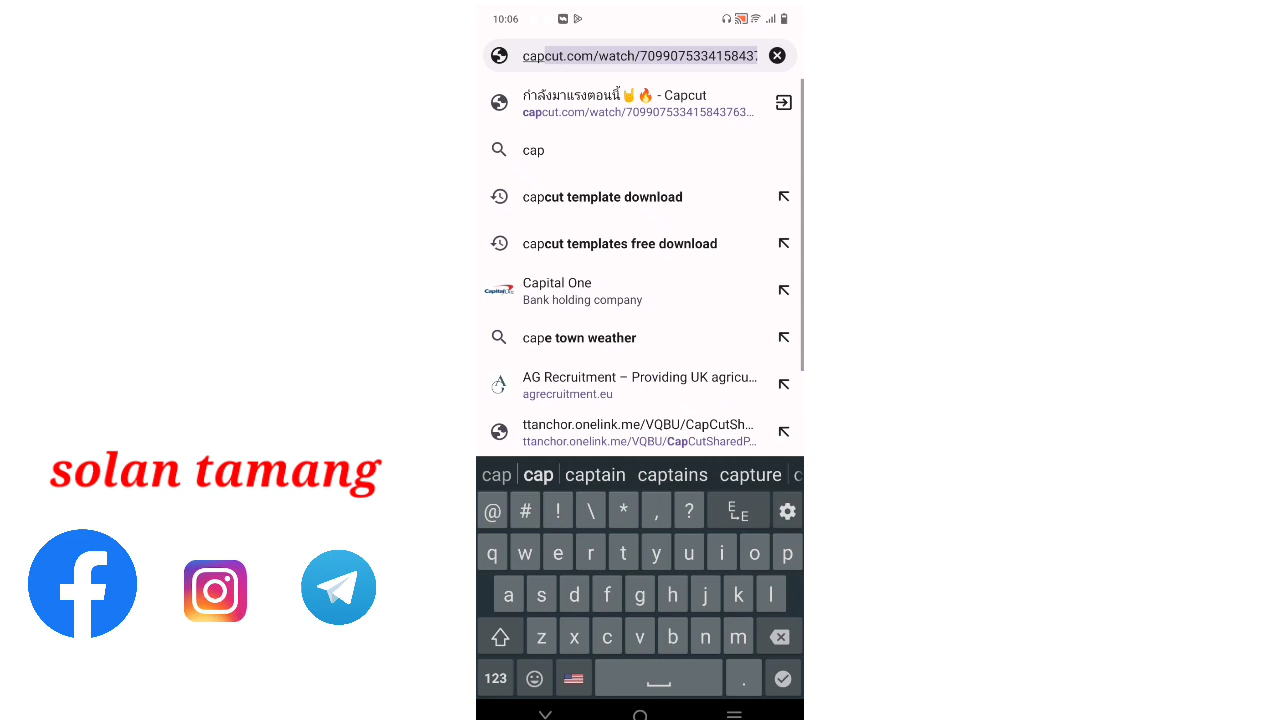 10:06
capcut.com/watch/7099075334158437
กำลังมาแรงตอนนี้🤘🔥 - Capcut
capcut.com/watch/709907533415843763...
cap
capcut template download
capcut templates free download
Capital One
Bank holding company
cape town weather
AG Recruitment – Providing UK agricu...
agrecruitment.eu
ttanchor.onelink.me/VQBU/CapCutSh...
ttanchor.onelink.me/VQBU/CapCutSharedP...
cap cap captain captains capture c
@ # ! \ * , ? E E
q w e r t y u i o p
a s d f g h j k l
z x c v b n m
123 .
solan tamang